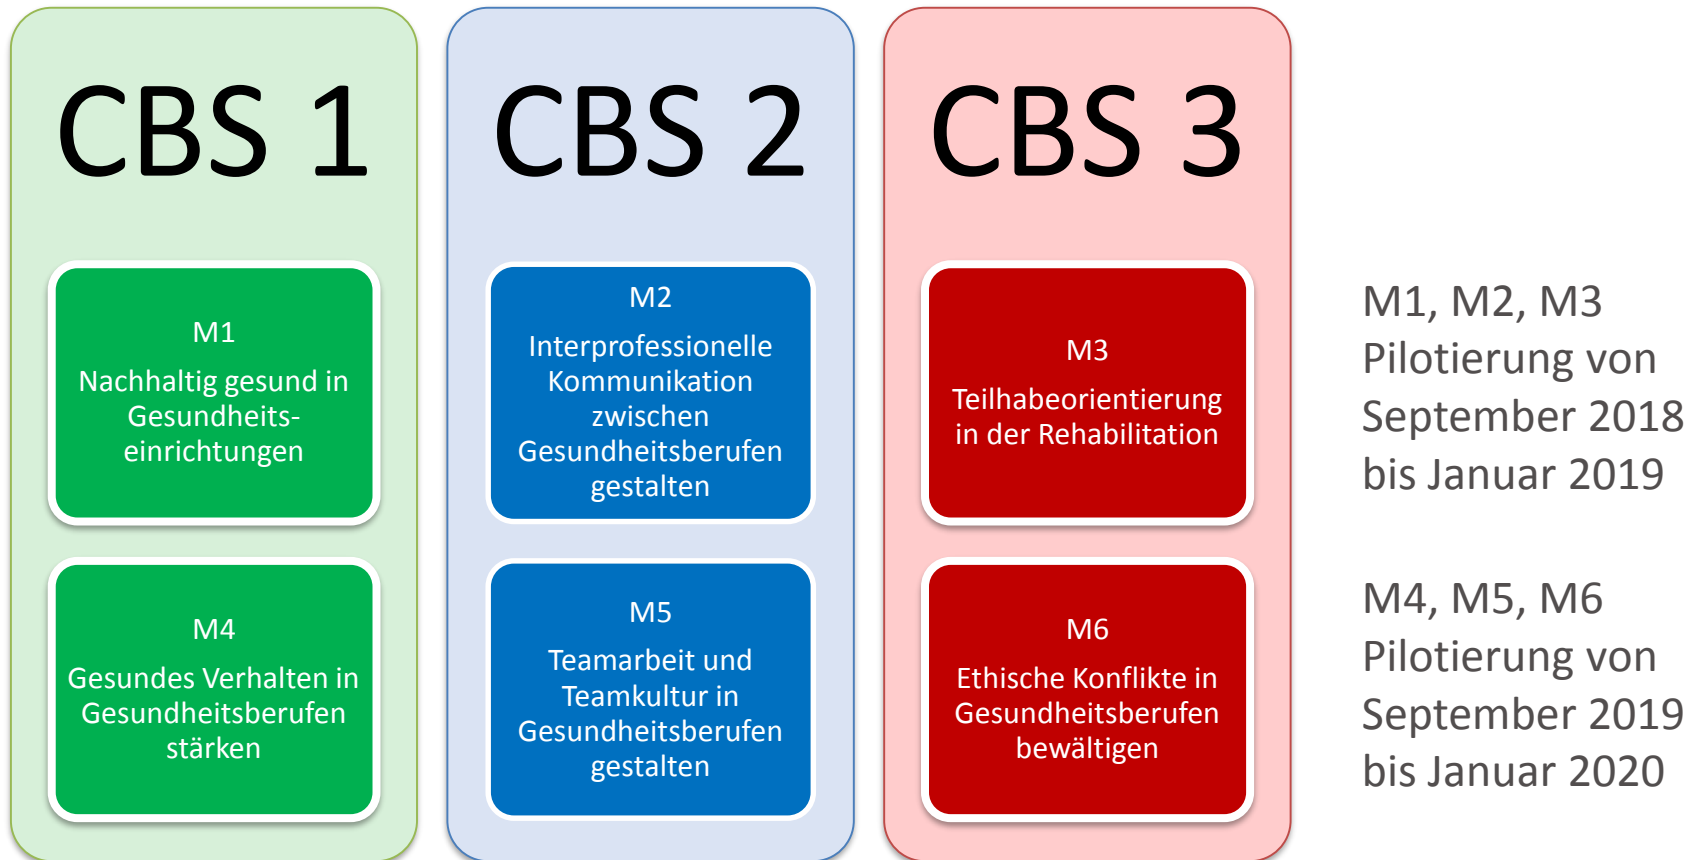 CBS 1
M1
Nachhaltig gesund in
Gesundheits-
einrichtungen
M4
Gesundes Verhalten in
Gesundheitsberufen
stärken
CBS 2
M2
Interprofessionelle
Kommunikation
zwischen
Gesundheitsberufen
gestalten
M5
Teamarbeit und
Teamkultur in
Gesundheitsberufen
gestalten
CBS 3
M3
Teilhabeorientierung
in der Rehabilitation
M6
Ethische Konflikte in
Gesundheitsberufen
bewältigen
M1, M2, M3
Pilotierung von
September 2018
bis Januar 2019
M4, M5, M6
Pilotierung von
September 2019
bis Januar 2020